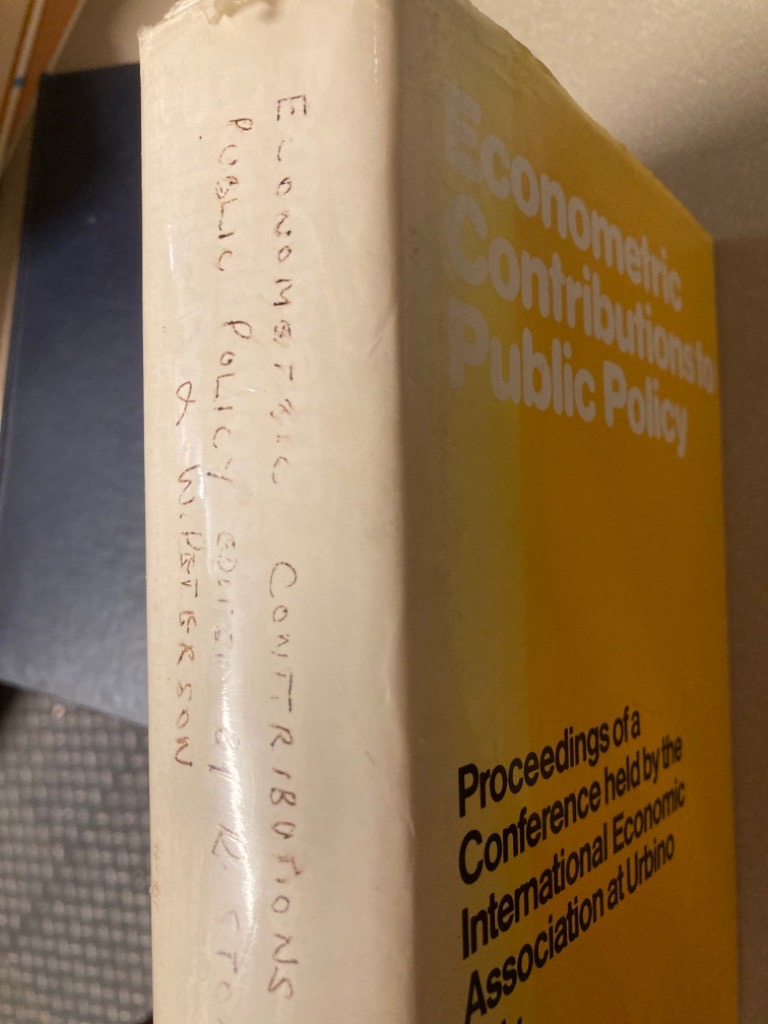 ECONOMETRIC CONTTRIBUTIONS
PUBLIC POLICY EDITED BY R. STO
& W. PETERSON
Econometric
Contributions to
Public Policy
Proceedings of a
Conference held by the
International Economic
Association at Urbino